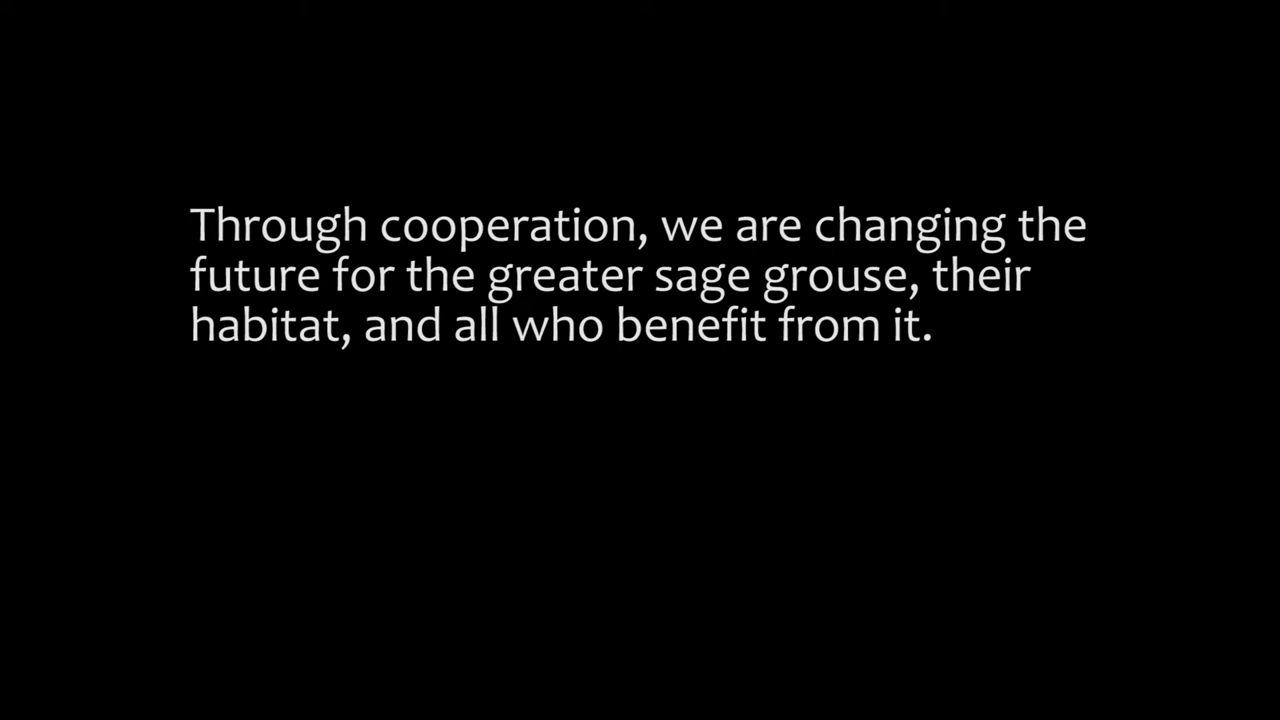 Through cooperation, we are changing the
future for the greater sage grouse, their
habitat, and all who benefit from it.